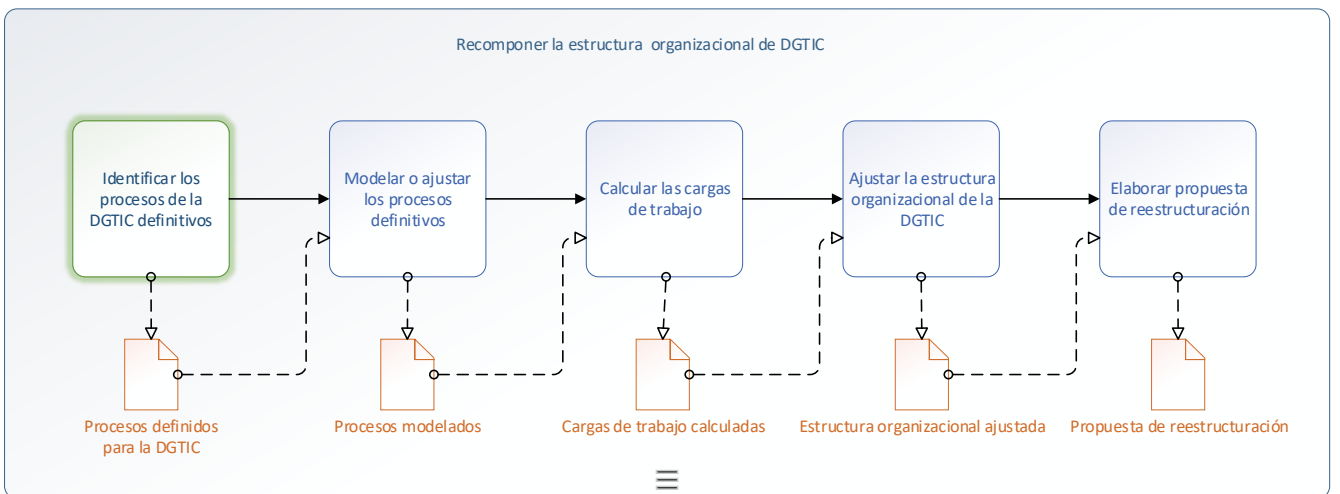 Recomponer la estructura organizacional de DGTIC
Identificar los
procesos de la
DGTIC definitivos
Modelar o ajustar
los procesos
definitivos
Calcular las cargas
de trabajo
Ajustar la estructura
organizacional de la
DGTIC
Elaborar propuesta
de reestructuración
Procesos definidos
para la DGTIC
Procesos modelados
Cargas de trabajo calculadas
Estructura organizacional ajustada
Propuesta de reestructuración